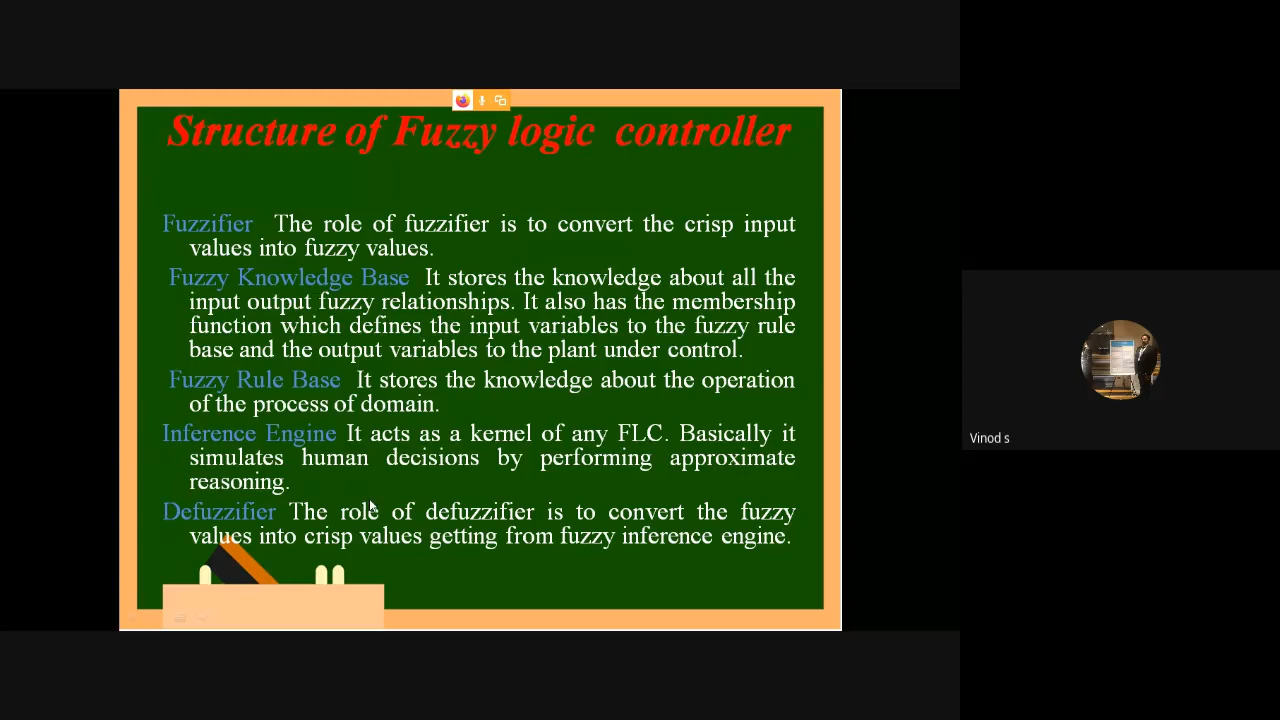 Structure of Fuzzy logic controller
Fuzzifier The role of fuzzifier is to convert the crisp input
values into fuzzy values.
Fuzzy Knowledge Base It stores the knowledge about all the
input output fuzzy relationships. It also has the membership
function which defines the input variables to the fuzzy rule
base and the output variables to the plant under control.
Fuzzy Rule Base It stores the knowledge about the operation
of the process of domain.
Inference Engine It acts as a kernel of any FLC. Basically it
simulates human decisions by performing approximate
reasoning.
Defuzzifier The role of defuzzifier is to convert the fuzzy
values into crisp values getting from fuzzy inference engine.
Vinod s